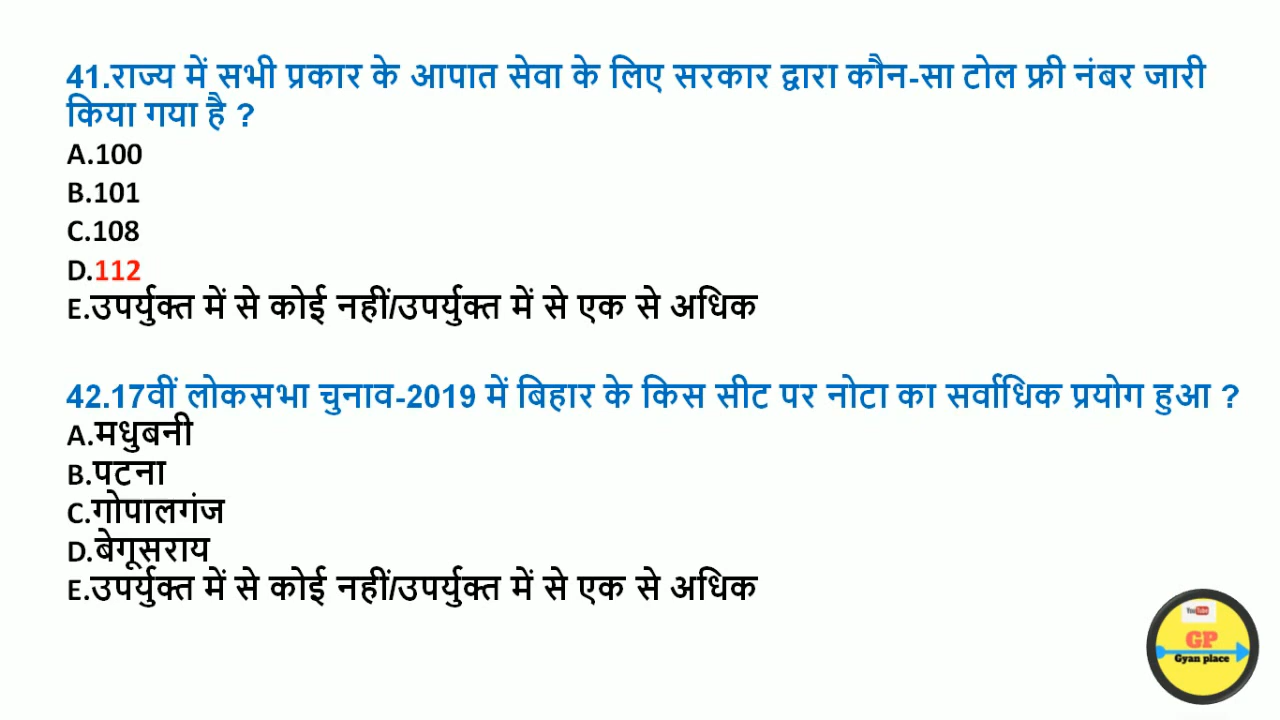 41.राज्य में सभी प्रकार के आपात सेवा के लिए सरकार द्वारा कौन-सा टोल फ्री नंबर जारी
किया गया है ?
A.100
B.101
C.108
D.112
E.उपर्युक्त में से कोई नहीं/उपर्युक्त में से एक से अधिक
42.17वीं लोकसभा चुनाव-2019 में बिहार के किस सीट पर नोटा का सर्वाधिक प्रयोग हुआ ?
A.मधुबनी
B.पटना
C.गोपालगंज
D.बेगूसराय
E.उपर्युक्त में से कोई नहीं/उपर्युक्त में से एक से अधिक
YouTube
GP
Gyan place